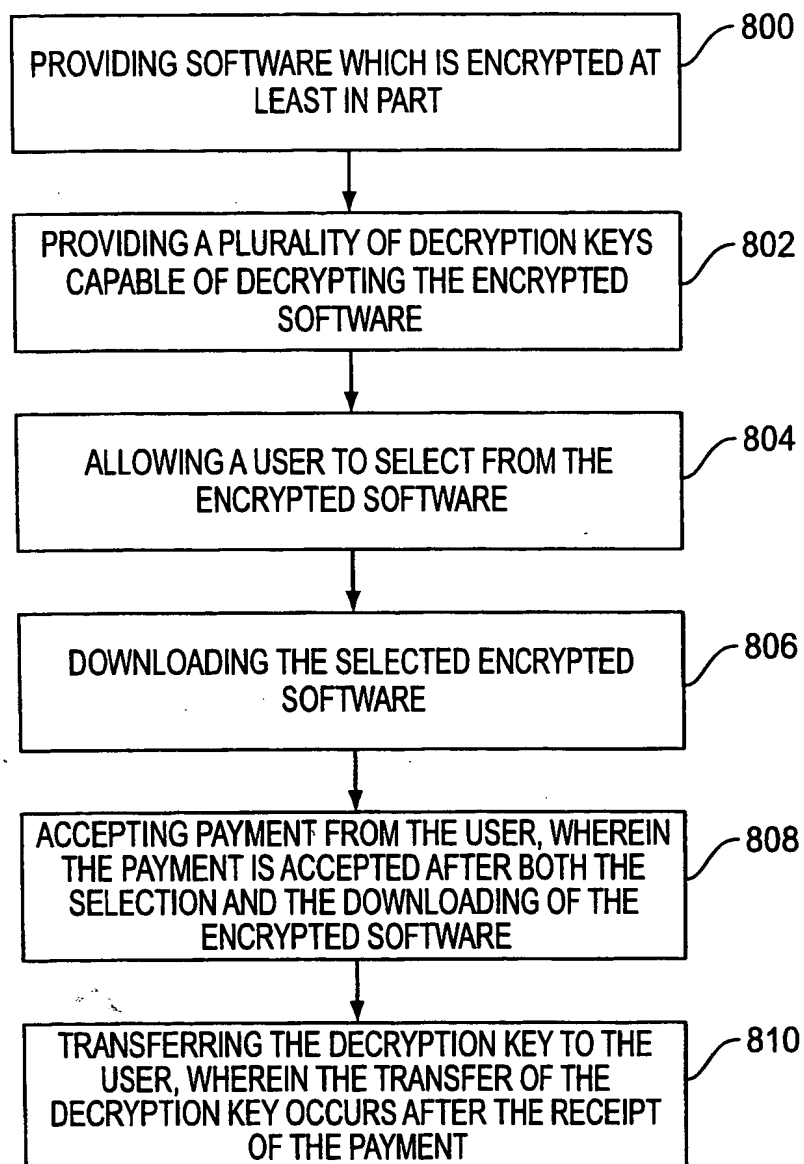 800
PROVIDING SOFTWARE WHICH IS ENCRYPTED AT
LEAST IN PART
802
PROVIDING A PLURALITY OF DECRYPTION KEYS
CAPABLE OF DECRYPTING THE ENCRYPTED
SOFTWARE
804
ALLOWING A USER TO SELECT FROM THE
ENCRYPTED SOFTWARE
806
DOWNLOADING THE SELECTED ENCRYPTED
SOFTWARE
808
ACCEPTING PAYMENT FROM THE USER, WHEREIN
THE PAYMENT IS ACCEPTED AFTER BOTH THE
SELECTION AND THE DOWNLOADING OF THE
ENCRYPTED SOFTWARE
810
TRANSFERRING THE DECRYPTION KEY TO THE
USER, WHEREIN THE TRANSFER OF THE
DECRYPTION KEY OCCURS AFTER THE RECEIPT
OF THE PAYMENT